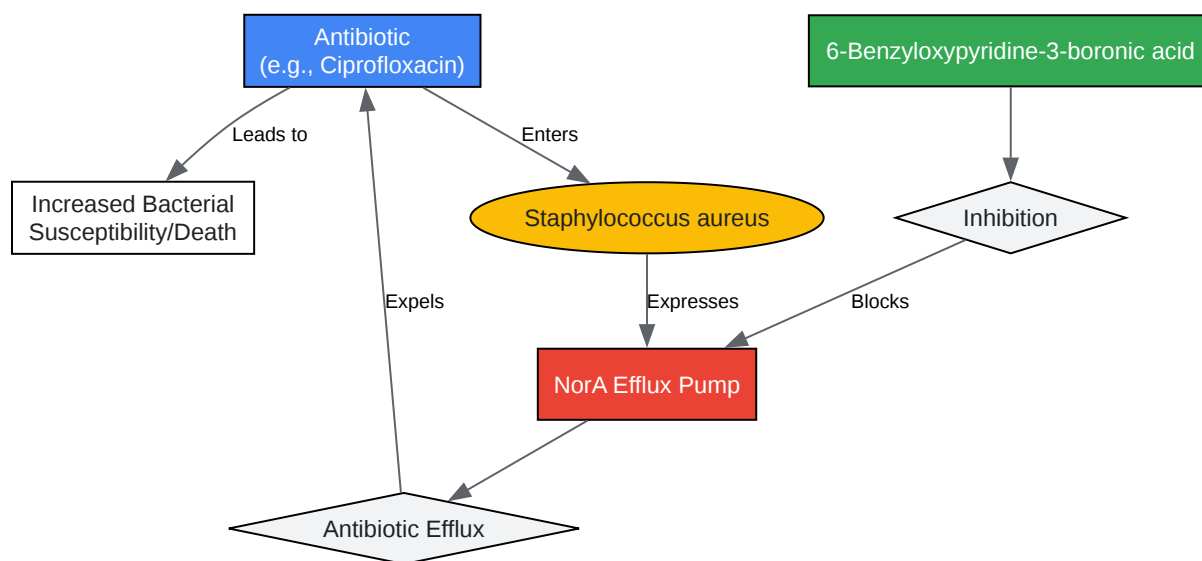 Antibiotic
(e.g., Ciprofloxacin)
6-Benzyloxypyridine-3-boronic acid
Leads to
Enters
Increased Bacterial
Susceptibility/Death
Staphylococcus aureus
Inhibition
Expels
Expresses
Blocks
NorA Efflux Pump
Antibiotic Efflux